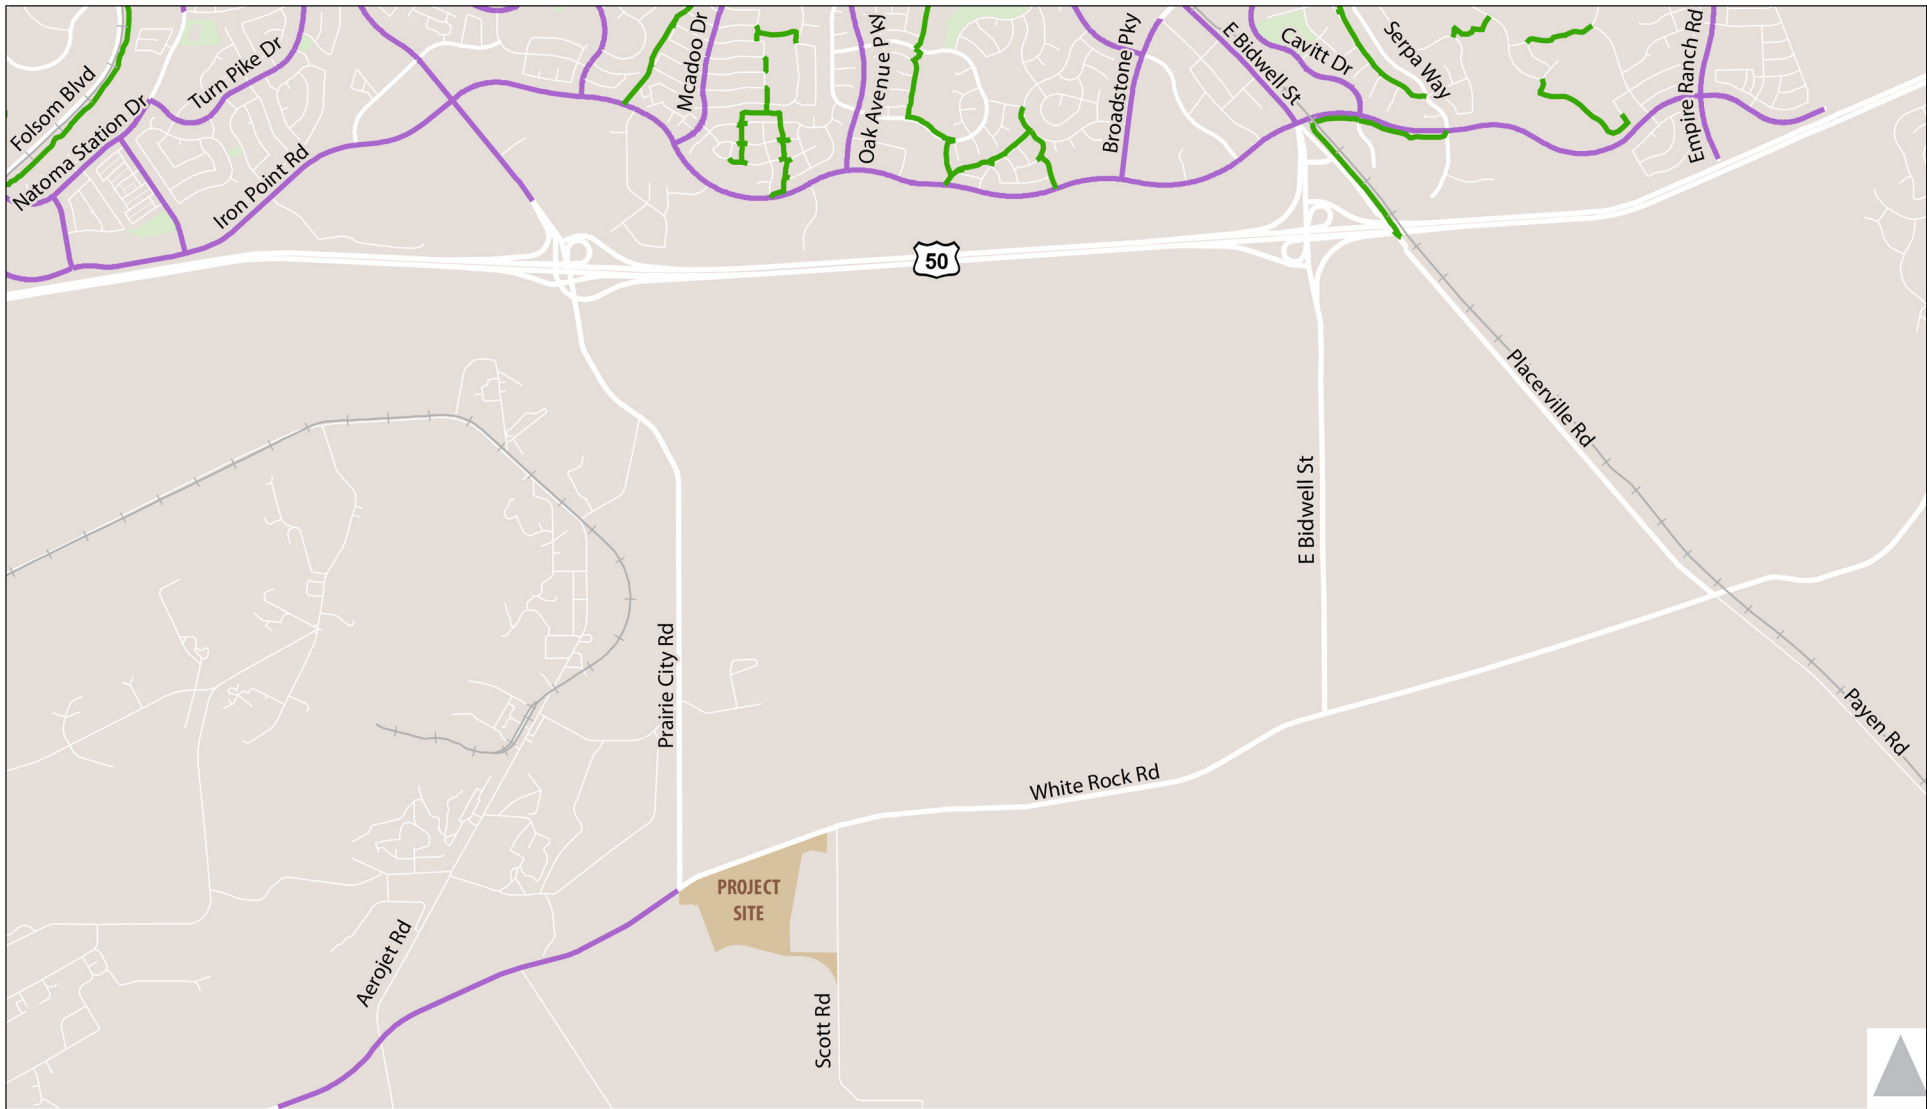 Folsom Blvd
Natoma Station Dr
Turn Pike Dr
Iron Point Rd
Mcadoo Dr
Oak Avenue Pky
Broadstone Pky
E Bidwell St
Cavitt Dr
Serpa Way
Empire Ranch Rd
50
Placerville Rd
E Bidwell St
Prairie City Rd
Payen Rd
White Rock Rd
PROJECT
SITE
Aerojet Rd
Scott Rd